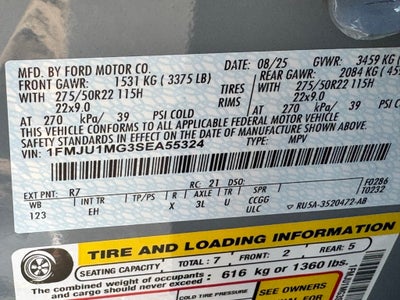 MFD. BY FORD MOTOR CO. 08/25 GVWR: 3459 KG
FRONT GAWR: 1531 KG ( 3375 LB) REAR GAWR: 2084 KG
WITH 275/50R22 115H WITH 275/50R22 115H
22x9.0 22x9.0
AT 270 kPa/ 39 PSI COLD AT 270 kPa/ 39 PSI COLD
THIS VEHICLE CONFORMS TO ALL APPLICABLE FEDERAL MOTOR VEHICLE
SAFETY STANDARDS IN EFFECT ON THE DATE OF MANUFACTURE SHOWN ABOVE.
VIN: 1FMJU1MG3SEA55324 TYPE: MPV
EXT PNT: R7 RC: 21 DSO: F0286
T0232
WB INT TR TP/PS R AXLE TR SPR
123 EH X 3L U CCGG
ULC RU5A-3520472-AB
TIRE AND LOADING INFORMATION
SEATING CAPACITY: TOTAL: 7 FRONT: 2 REAR: 5
The combined weight of occupants and cargo should never exceed: 616 kg or 1360 lbs.
COLD TIRE PRESSURE
SEE OWNERS